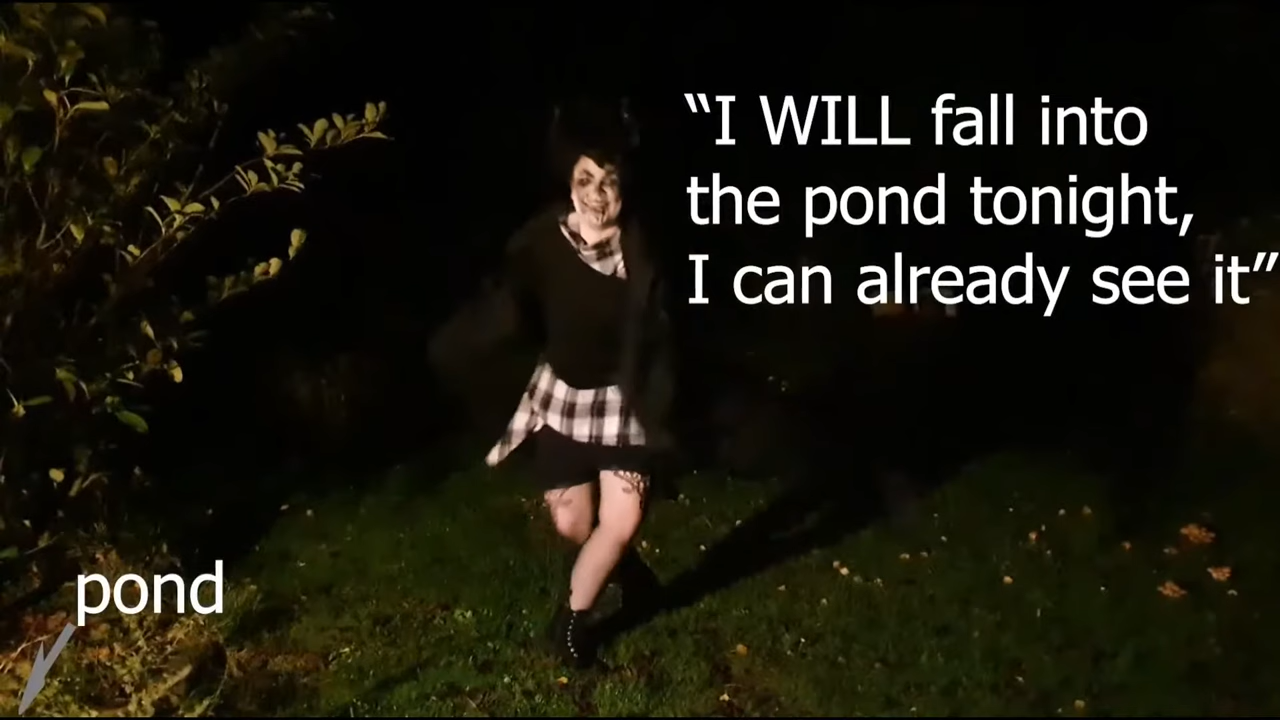 “I WILL fall into
the pond tonight,
I can already see it”
pond